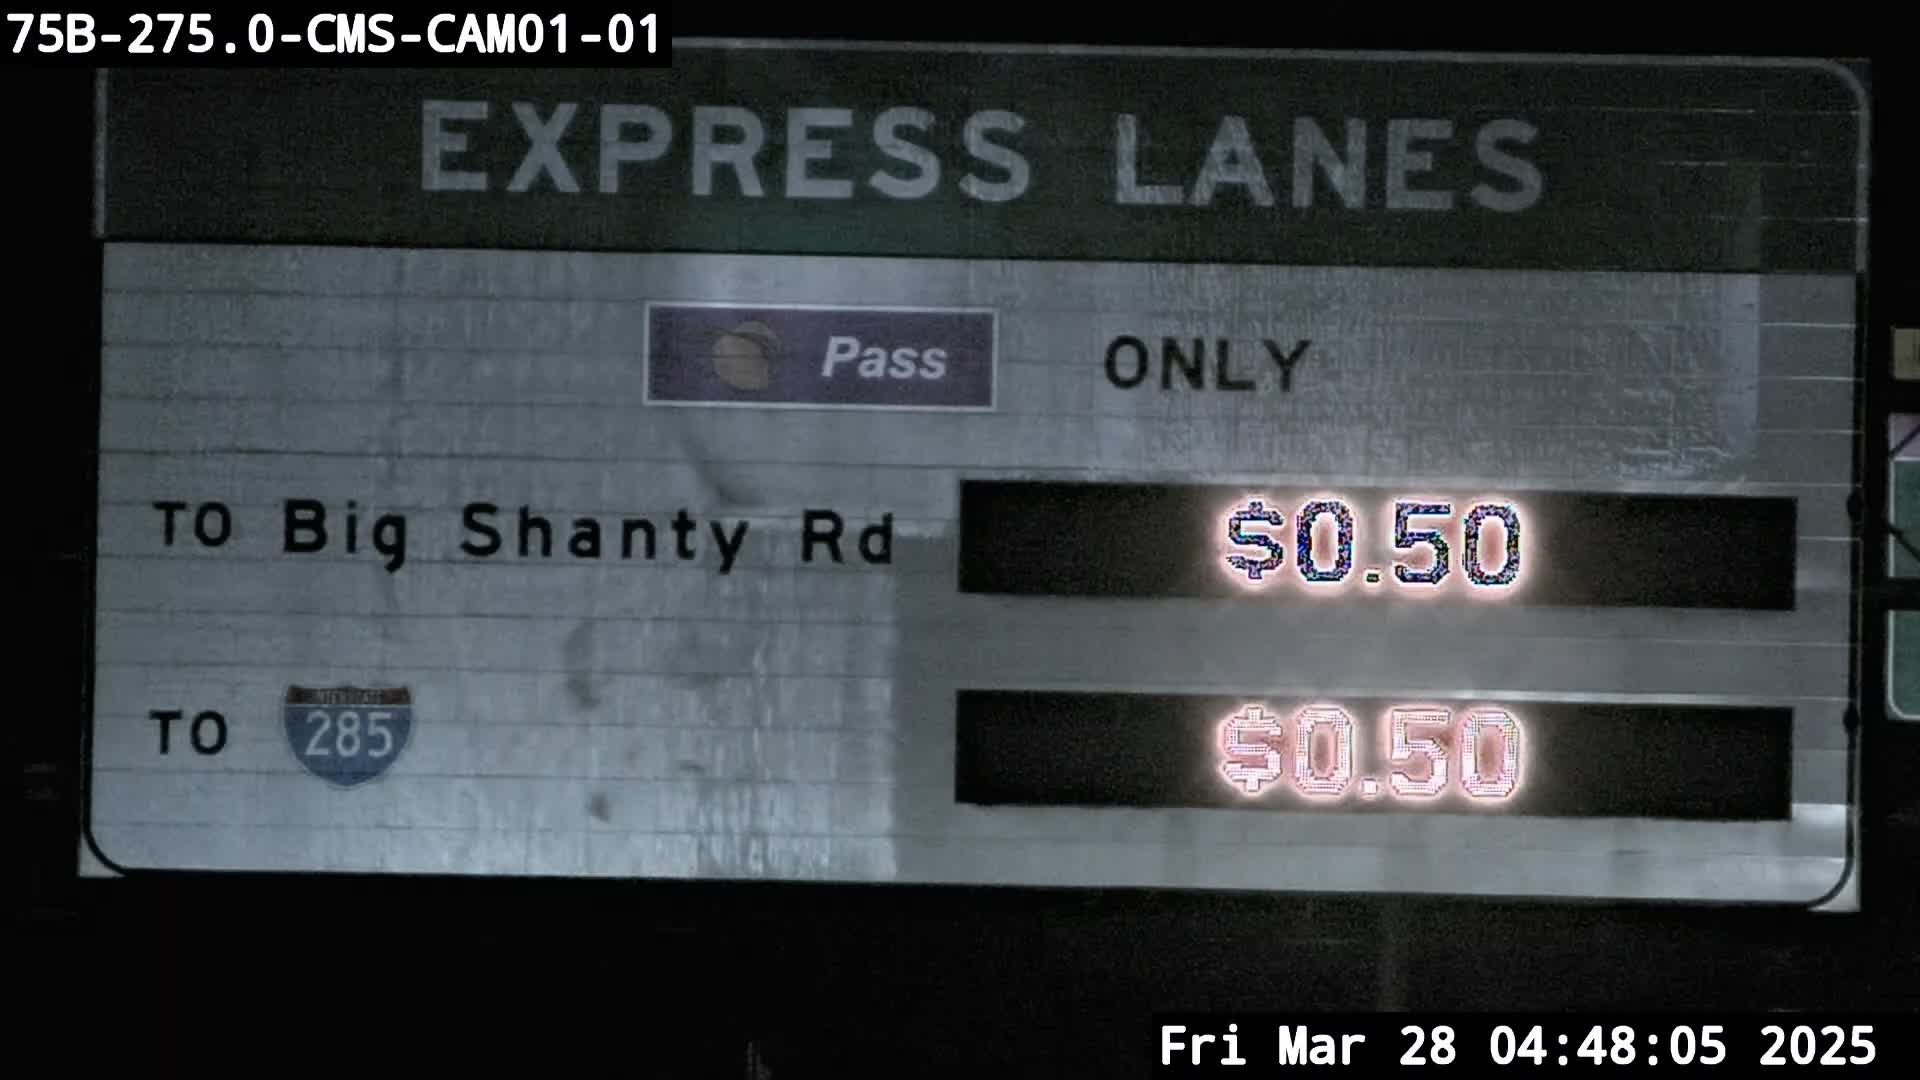 75B-275.0-CMS-CAM01-01
EXPRESS LANES
Pass ONLY
TO Big Shanty Rd $0.50
TO INTERSTATE 285 $0.50
Fri Mar 28 04:48:05 2025